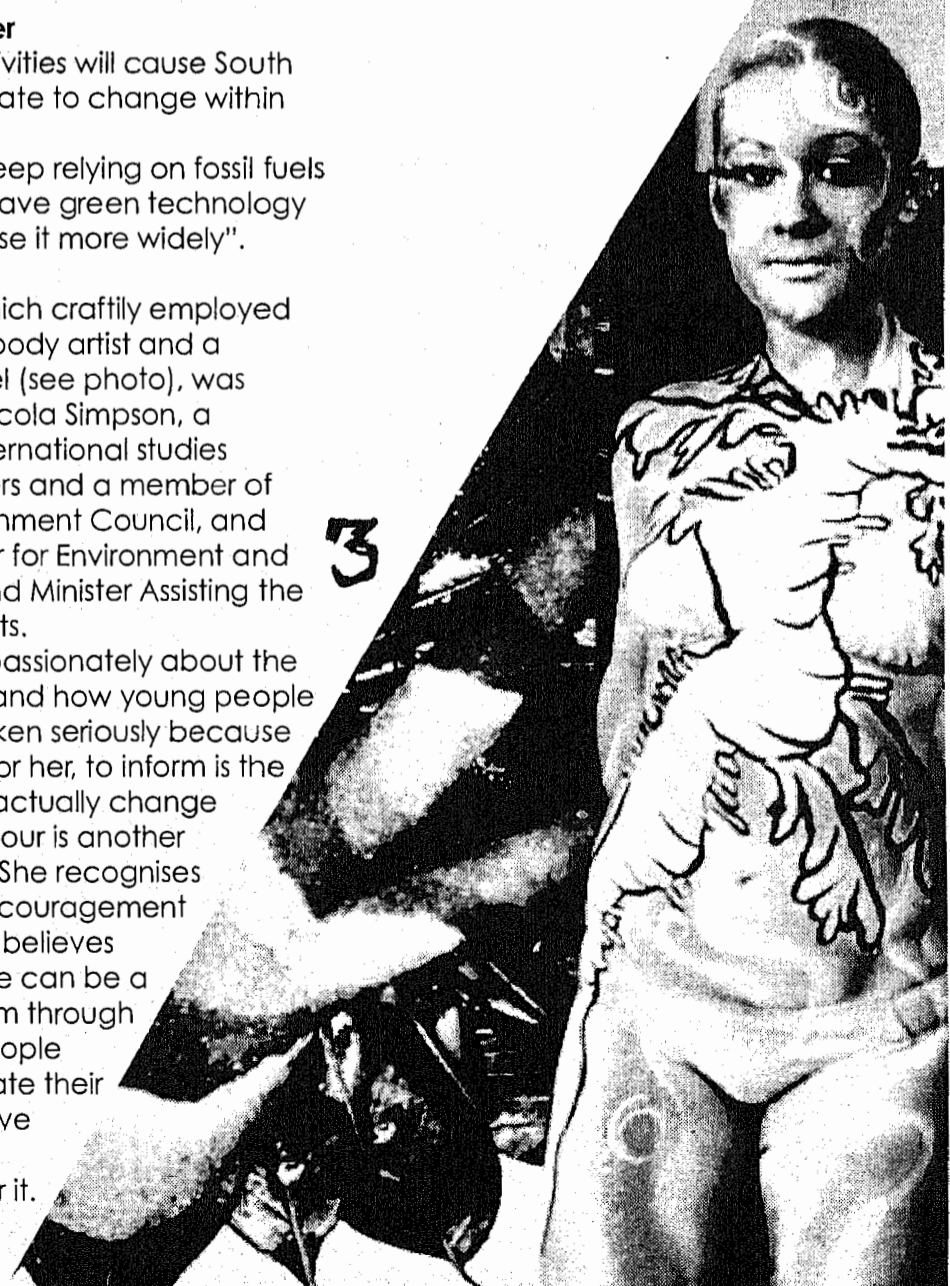 er
vities will cause South
ate to change within
eep relying on fossil fuels
ave green technology
se it more widely".
ich craftily employed
body artist and a
el (see photo), was
cola Simpson, a
ernational studies
rs and a member of
nment Council, and
r for Environment and
nd Minister Assisting the
ts.
passionately about the
and how young people
ken seriously because
or her, to inform is the
actually change
our is another
She recognises
couragement
believes
e can be a
m through
ople
ate their
ve
r it.
3